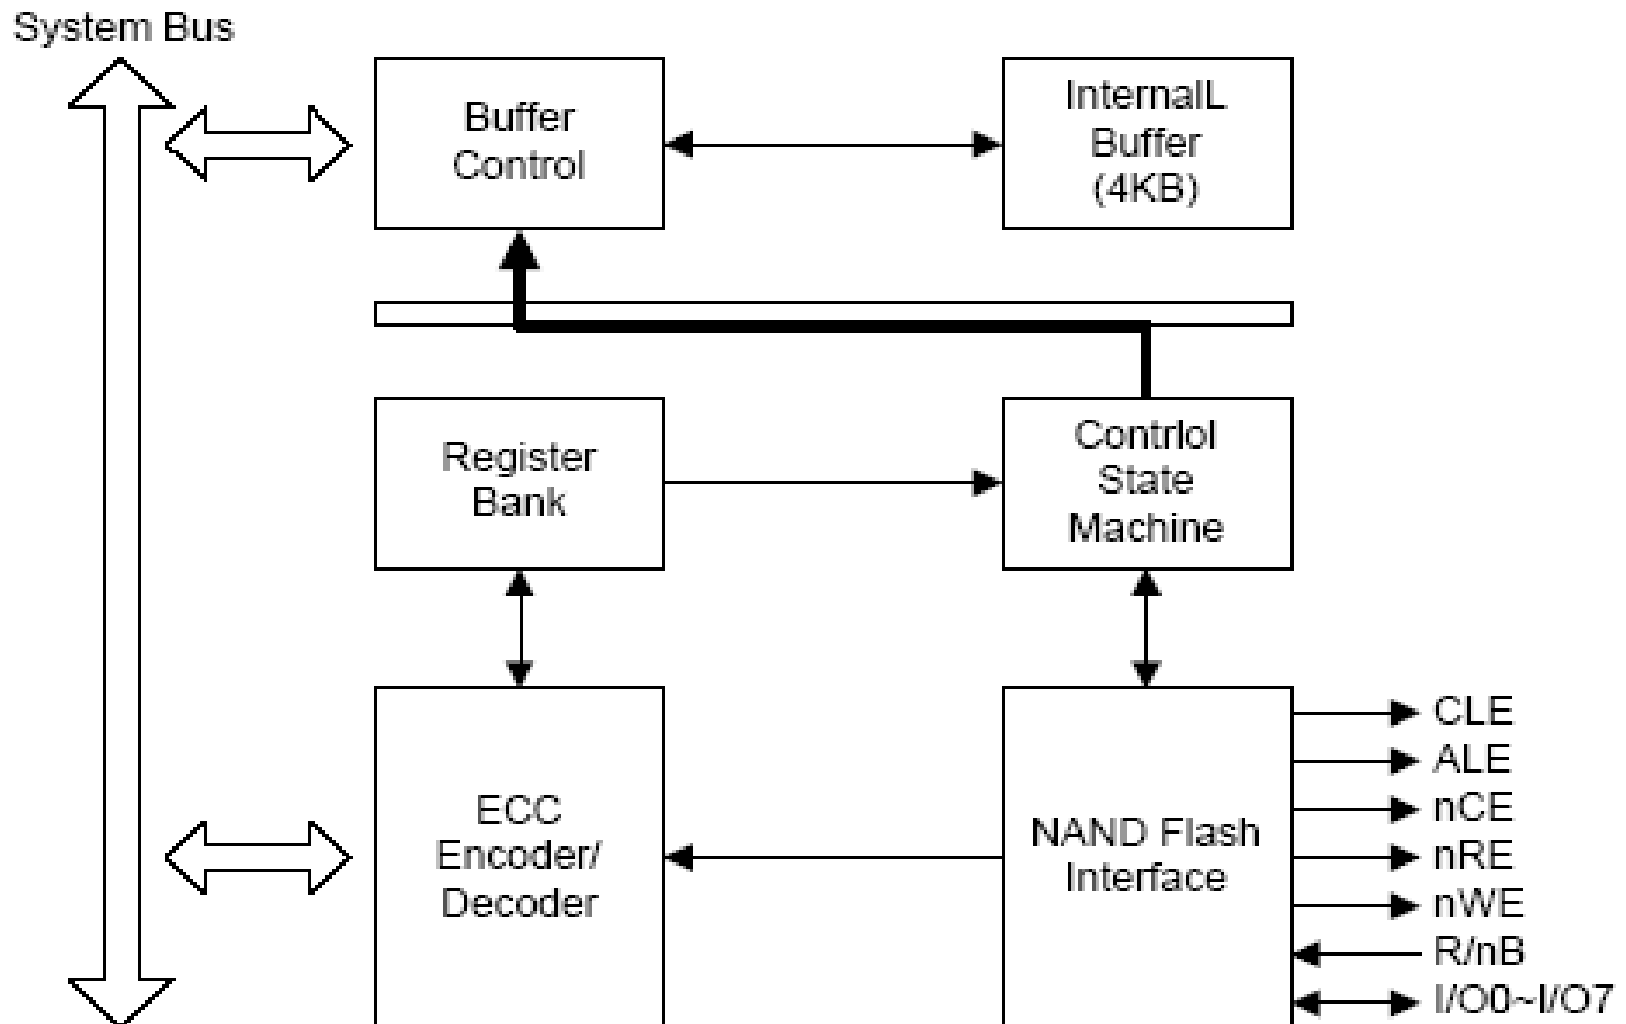 System Bus
Buffer
Control
InternalL
Buffer
(4KB)
Register
Bank
Contrlol
State
Machine
ECC
Encoder/
Decoder
NAND Flash
Interface
CLE
ALE
nCE
nRE
nWE
R/nB
I/O0~I/O7